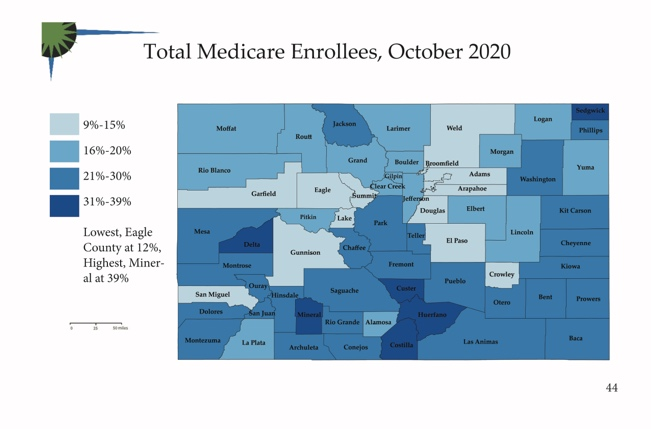 Total Medicare Enrollees, October 2020
9%-15%
16%-20%
21%-30%
31%-39%
Lowest, Eagle
County at 12%,
Highest, Miner-
al at 39%
0 25 50 miles
Moffat
Routt
Jackson
Larimer
Weld
Logan
Sedgwick
Phillips
Morgan
Grand
Boulder
Broomfield
Rio Blanco
Gilpin
Adams
Washington
Yuma
Clear Creek
Arapahoe
Garfield
Eagle
Summit
Jefferson
Douglas
Elbert
Kit Carson
Pitkin
Lake
Park
Lincoln
Mesa
Delta
Gunnison
Chaffee
Teller
El Paso
Cheyenne
Montrose
Fremont
Kiowa
Crowley
Pueblo
Ouray
San Miguel
Hinsdale
Saguache
Custer
Otero
Bent
Prowers
Dolores
San Juan
Mineral
Rio Grande
Alamosa
Huerfano
Montezuma
La Plata
Archuleta
Conejos
Costilla
Las Animas
Baca
44